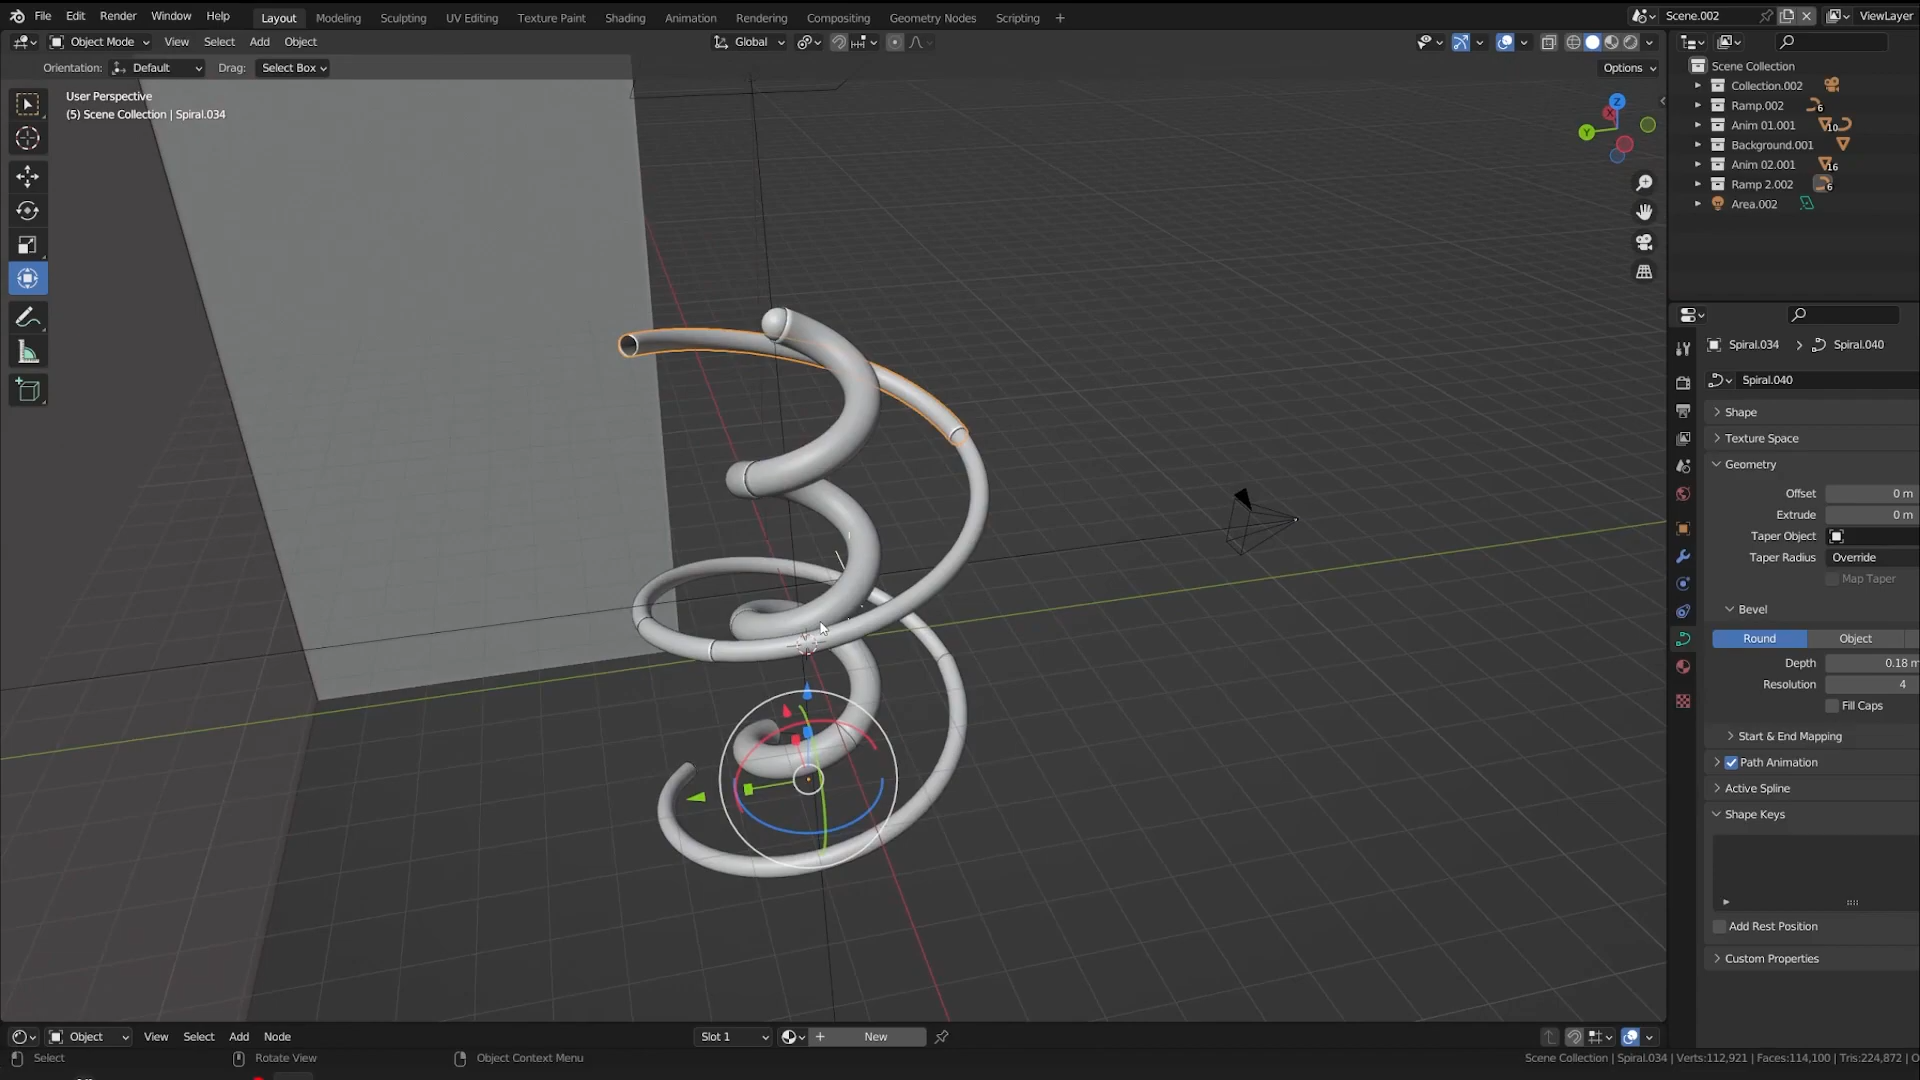 File Edit Render Window Help Layout Modeling Sculpting UV Editing Texture Paint Shading Animation Rendering Compositing Geometry Nodes Scripting + Scene.002 ViewLayer
Object Mode View Select Add Object Global
Orientation: Default Drag: Select Box Options
User Perspective
(5) Scene Collection | Spiral.034
Z
X
Y
Scene Collection
Collection.002
Ramp.002 6
Anim 01.001 10
Background.001
Anim 02.001 16
Ramp 2.002 6
Area.002
Spiral.034 > Spiral.040
Spiral.040
Shape
Texture Space
Geometry
Offset 0 m
Extrude 0 m
Taper Object
Taper Radius Override
Map Taper
Bevel
Round Object
Depth 0.18 m
Resolution 4
Fill Caps
Start & End Mapping
Path Animation
Active Spline
Shape Keys
Add Rest Position
Custom Properties
Object View Select Add Object Node Slot 1 + New
Select Rotate View Object Context Menu Scene Collection | Spiral.034 | Verts:112,921 | Faces:114,100 | Tris:224,872 | O